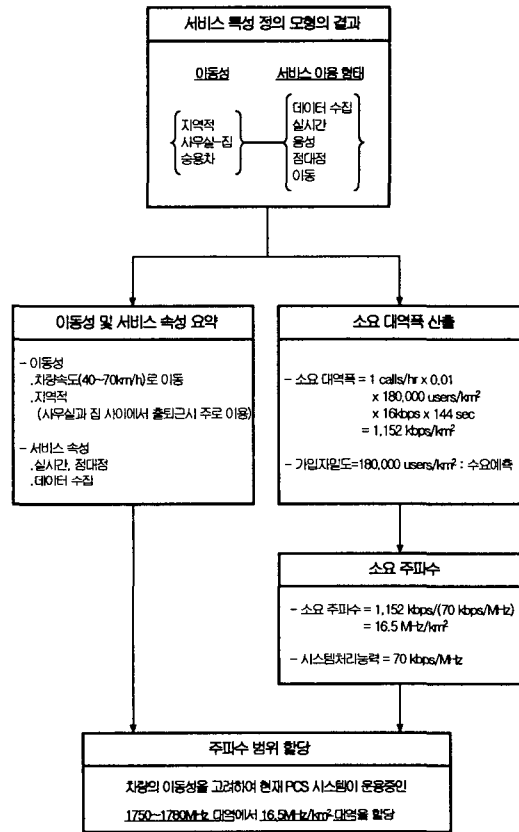 서비스 특성 정의 모형의 결과
이동성 서비스 이용 형태
지역적
사무실-집
승용차
데이터 수집
실시간
음성
점대점
이동
이동성 및 서비스 속성 요약
- 이동성
.차량속도(40~70km/h)로 이동
.지역적
(사무실과 집 사이에서 출퇴근시 주로 이용)
- 서비스 속성
.실시간, 점대점
.데이터 수집
소요 대역폭 산출
- 소요 대역폭 = 1 calls/hr x 0.01
x 180,000 users/km²
x 16kbps x 144 sec
= 1,152 kbps/km²
- 가입자밀도=180,000 users/km² : 수요예측
소요 주파수
- 소요 주파수 = 1,152 kbps/(70 kbps/MHz)
= 16.5 MHz/km²
- 시스템처리능력 = 70 kbps/MHz
주파수 범위 할당
차량의 이동성을 고려하여 현재 PCS 시스템이 운용중인
1750~1780MHz 대역에서 16.5MHz/km² 대역을 할당